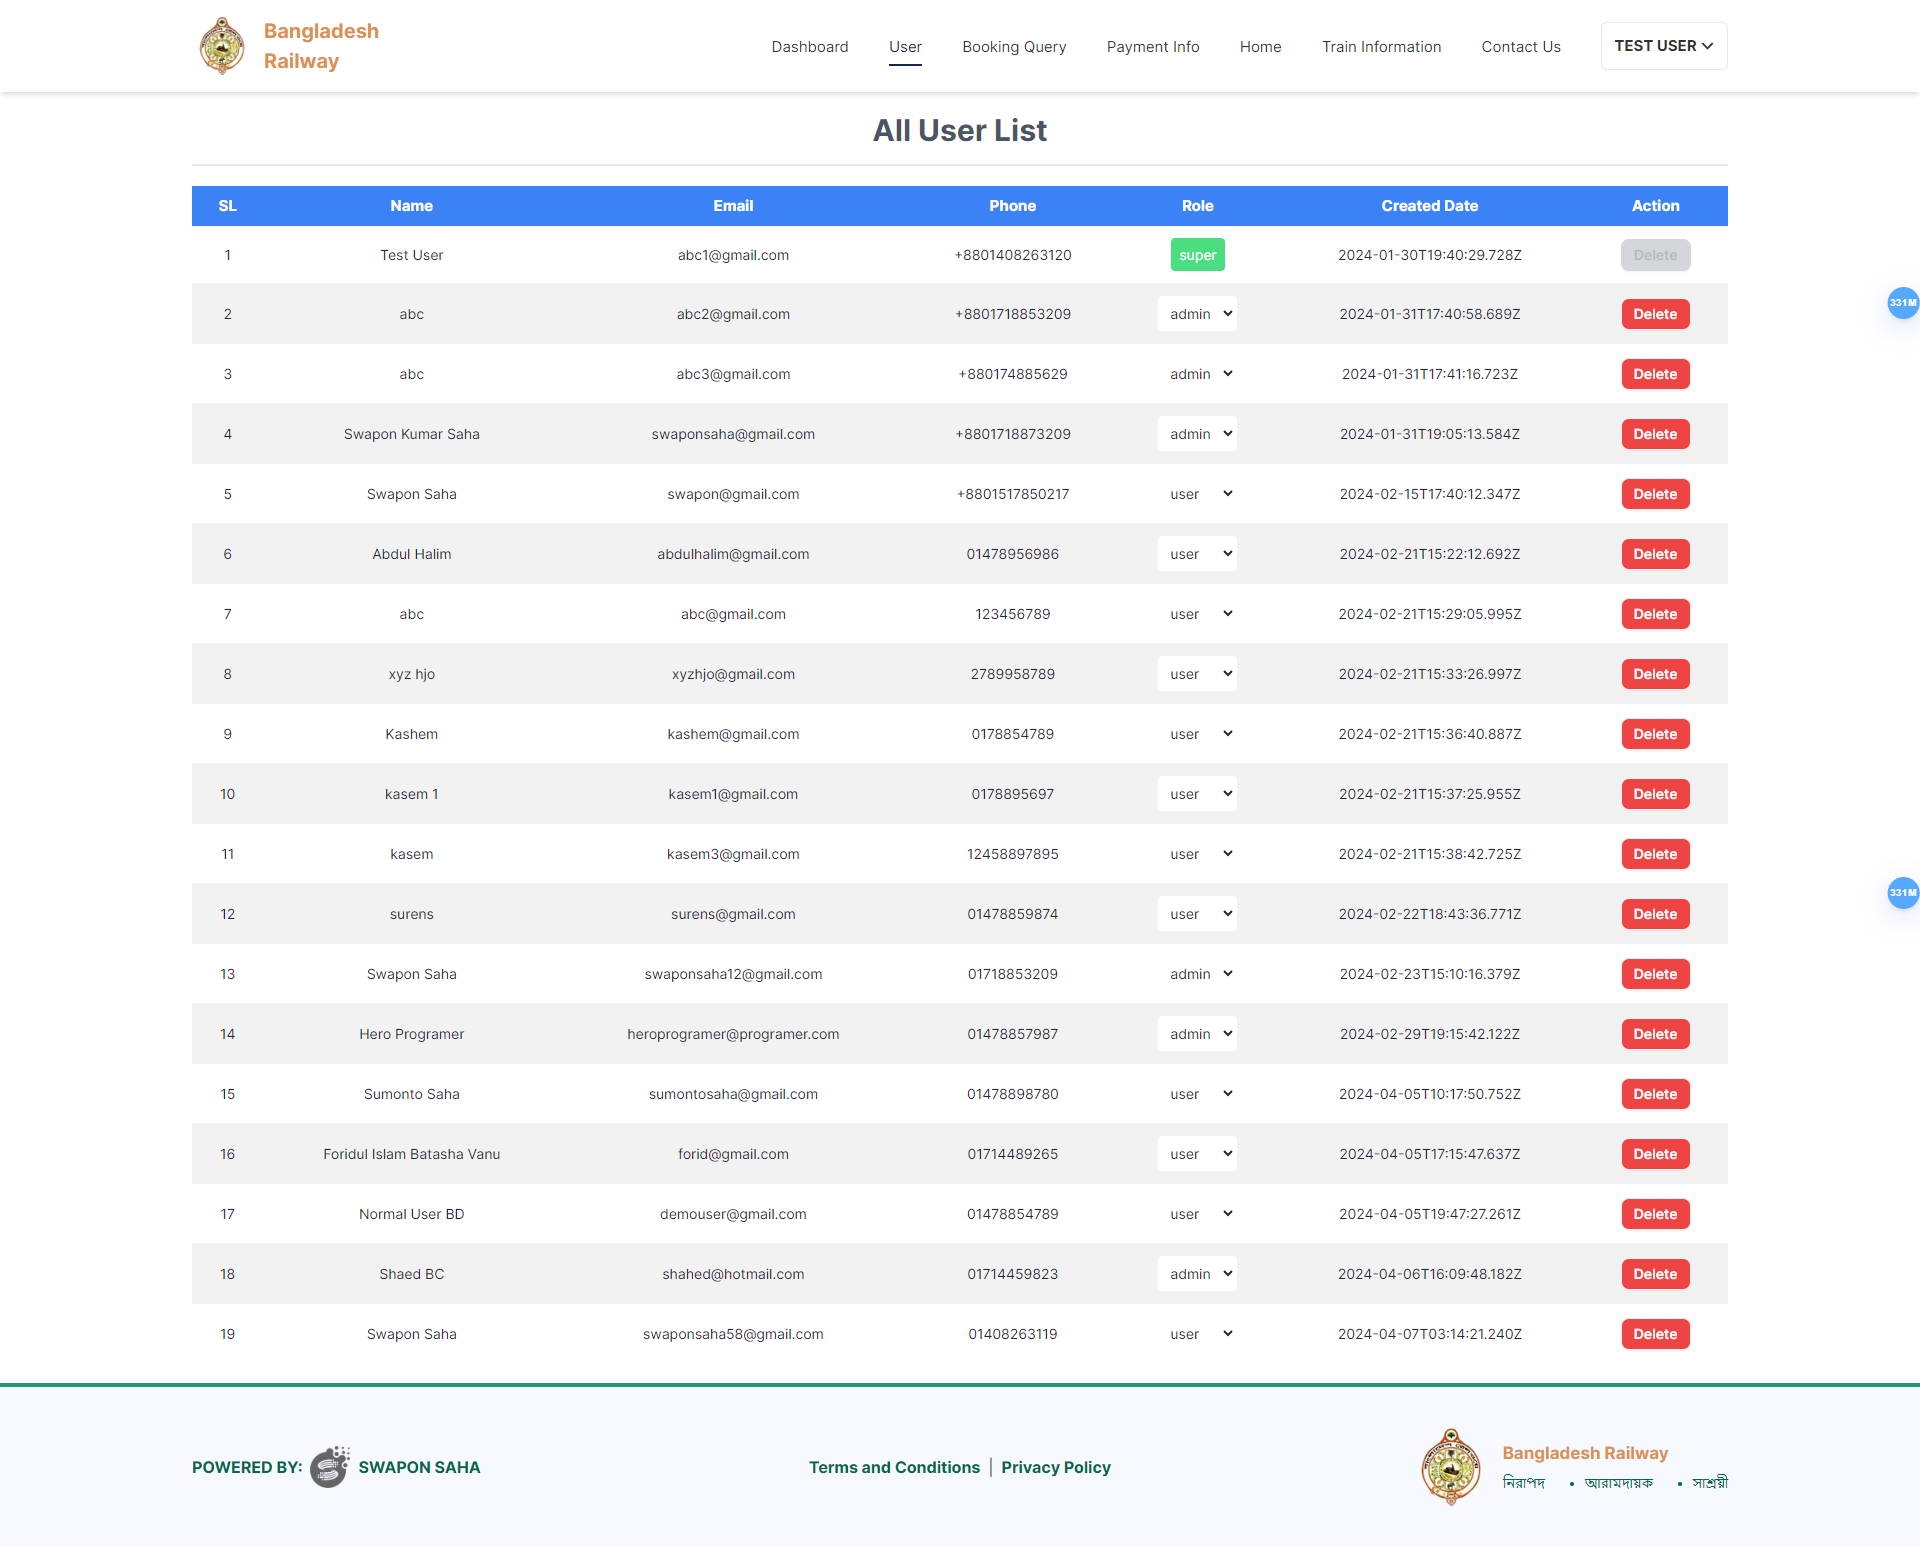 Bangladesh
Railway
Dashboard User Booking Query Payment Info Home Train Information Contact Us TEST USER
All User List
SL Name Email Phone Role Created Date Action
1 Test User abc1@gmail.com +8801408263120 super 2024-01-30T19:40:29.728Z Delete
2 abc abc2@gmail.com +8801718853209 admin 2024-01-31T17:40:58.689Z Delete
331M
3 abc abc3@gmail.com +880174885629 admin 2024-01-31T17:41:16.723Z Delete
4 Swapon Kumar Saha swaponsaha@gmail.com +8801718873209 admin 2024-01-31T19:05:13.584Z Delete
5 Swapon Saha swapon@gmail.com +8801517850217 user 2024-02-15T17:40:12.347Z Delete
6 Abdul Halim abdulhalim@gmail.com 01478956986 user 2024-02-21T15:22:12.692Z Delete
7 abc abc@gmail.com 123456789 user 2024-02-21T15:29:05.995Z Delete
8 xyz hjo xyzhjo@gmail.com 2789958789 user 2024-02-21T15:33:26.997Z Delete
9 Kashem kashem@gmail.com 0178854789 user 2024-02-21T15:36:40.887Z Delete
10 kasem 1 kasem1@gmail.com 0178895697 user 2024-02-21T15:37:25.955Z Delete
11 kasem kasem3@gmail.com 12458897895 user 2024-02-21T15:38:42.725Z Delete
331M
12 surens surens@gmail.com 01478859874 user 2024-02-22T18:43:36.771Z Delete
13 Swapon Saha swaponsaha12@gmail.com 01718853209 admin 2024-02-23T15:10:16.379Z Delete
14 Hero Programer heroprogramer@programer.com 01478857987 admin 2024-02-29T19:15:42.122Z Delete
15 Sumonto Saha sumontosaha@gmail.com 01478898780 user 2024-04-05T10:17:50.752Z Delete
16 Foridul Islam Batasha Vanu forid@gmail.com 01714489265 user 2024-04-05T17:15:47.637Z Delete
17 Normal User BD demouser@gmail.com 01478854789 user 2024-04-05T19:47:27.261Z Delete
18 Shaed BC shahed@hotmail.com 01714459823 admin 2024-04-06T16:09:48.182Z Delete
19 Swapon Saha swaponsaha58@gmail.com 01408263119 user 2024-04-07T03:14:21.240Z Delete
POWERED BY: SWAPON SAHA
Terms and Conditions | Privacy Policy
Bangladesh Railway
নিরাপদ • আরামদায়ক • সাশ্রয়ী